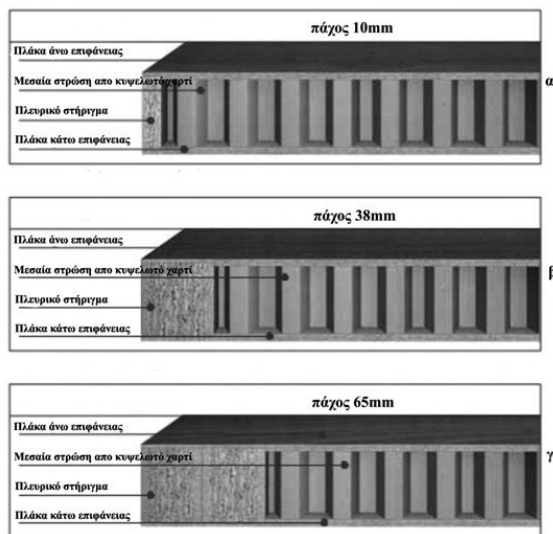 πάχος 10mm
Πλάκα άνω επιφάνειας
Μεσαία στρώση απο κυψελωτό χαρτί
Πλευρικό στήριγμα
Πλάκα κάτω επιφάνειας
α
πάχος 38mm
Πλάκα άνω επιφάνειας
Μεσαία στρώση απο κυψελωτό χαρτί
Πλευρικό στήριγμα
Πλάκα κάτω επιφάνειας
β
πάχος 65mm
Πλάκα άνω επιφάνειας
Μεσαία στρώση απο κυψελωτό χαρτί
Πλευρικό στήριγμα
Πλάκα κάτω επιφάνειας
γ